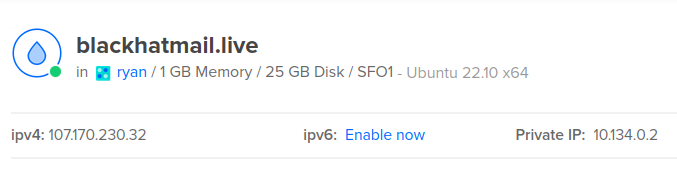 blackhatmail.live
in ryan / 1 GB Memory / 25 GB Disk / SFO1 - Ubuntu 22.10 x64
ipv4: 107.170.230.32 ipv6: Enable now Private IP: 10.134.0.2